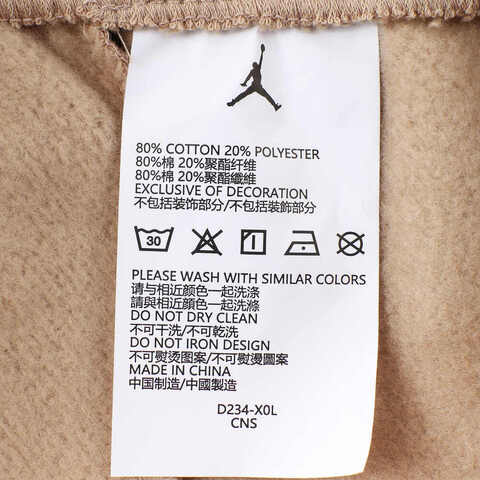 80% COTTON 20% POLYESTER
80%棉 20%聚酯纤维
80%棉 20%聚酯纖維
EXCLUSIVE OF DECORATION
不包括装饰部分/不包括裝飾部分
30
PLEASE WASH WITH SIMILAR COLORS
请与相近颜色一起洗涤
請與相近顏色一起洗滌
DO NOT DRY CLEAN
不可干洗/不可乾洗
DO NOT IRON DESIGN
不可熨烫图案/不可熨燙圖案
MADE IN CHINA
中国制造/中國製造
D234-X0L
CNS